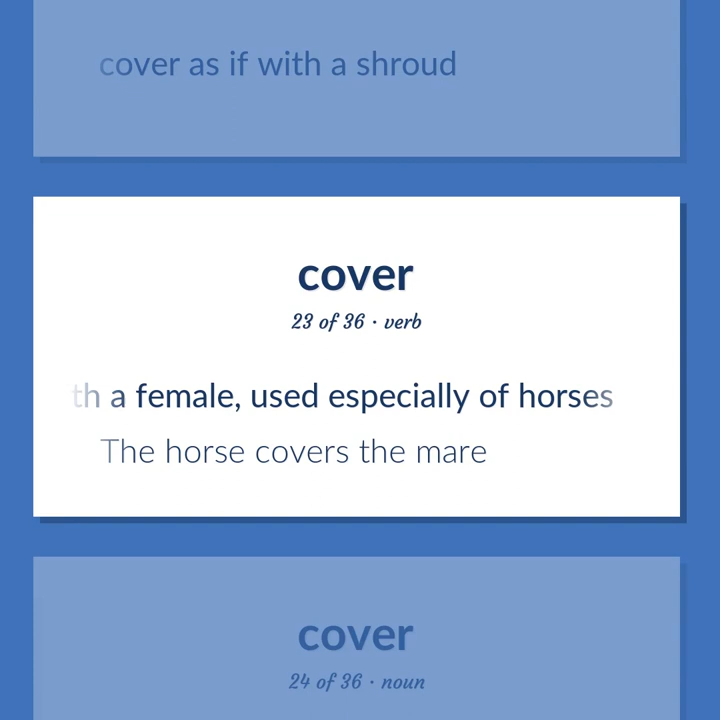 cover as if with a shroud
cover
23 of 36 · verb
th a female, used especially of horses
The horse covers the mare
cover
24 of 36 · noun